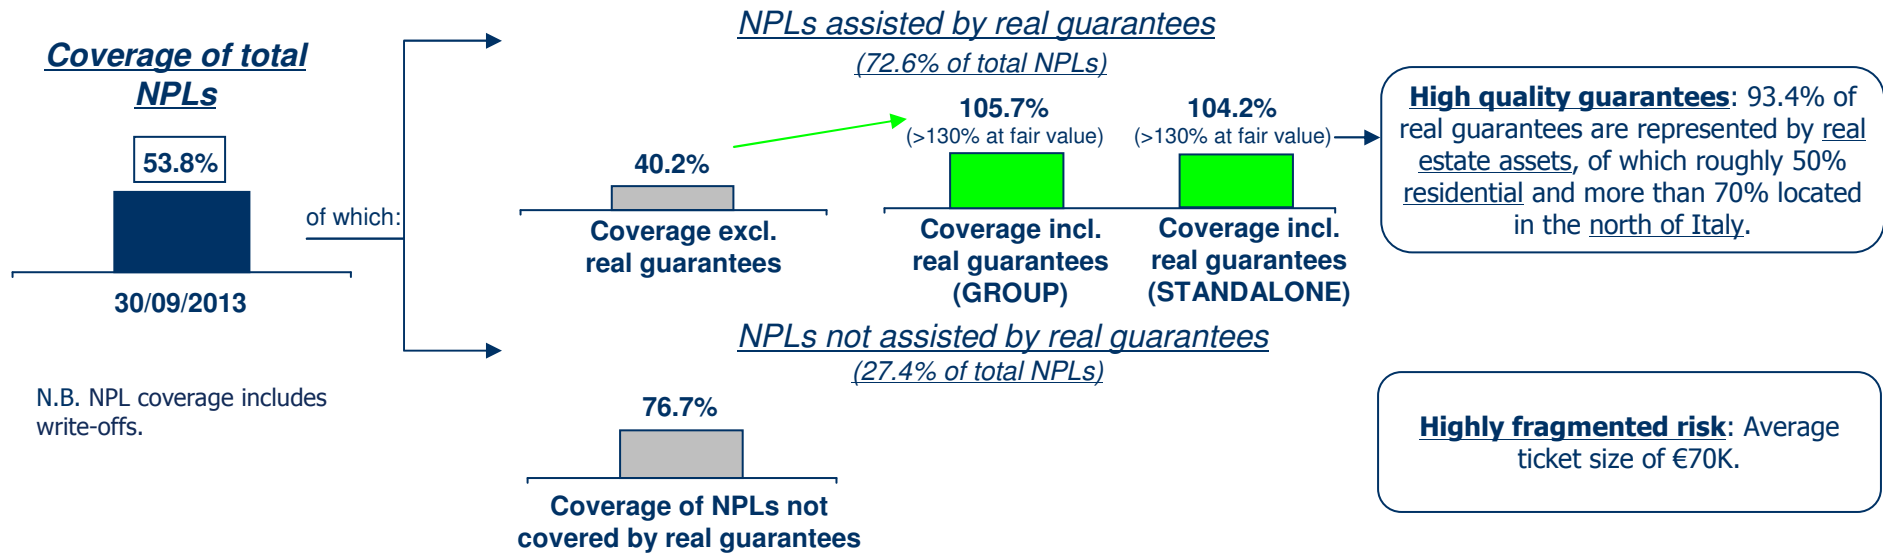 Coverage of total
NPLs
53.8%
30/09/2013
of which:
N.B. NPL coverage includes
write-offs.
NPLs assisted by real guarantees
(72.6% of total NPLs)
40.2%
Coverage excl.
real guarantees
105.7%
(>130% at fair value)
Coverage incl.
real guarantees
(GROUP)
104.2%
(>130% at fair value)
Coverage incl.
real guarantees
(STANDALONE)
High quality guarantees: 93.4% of
real guarantees are represented by real
estate assets, of which roughly 50%
residential and more than 70% located
in the north of Italy.
NPLs not assisted by real guarantees
(27.4% of total NPLs)
76.7%
Coverage of NPLs not
covered by real guarantees
Highly fragmented risk: Average
ticket size of €70K.